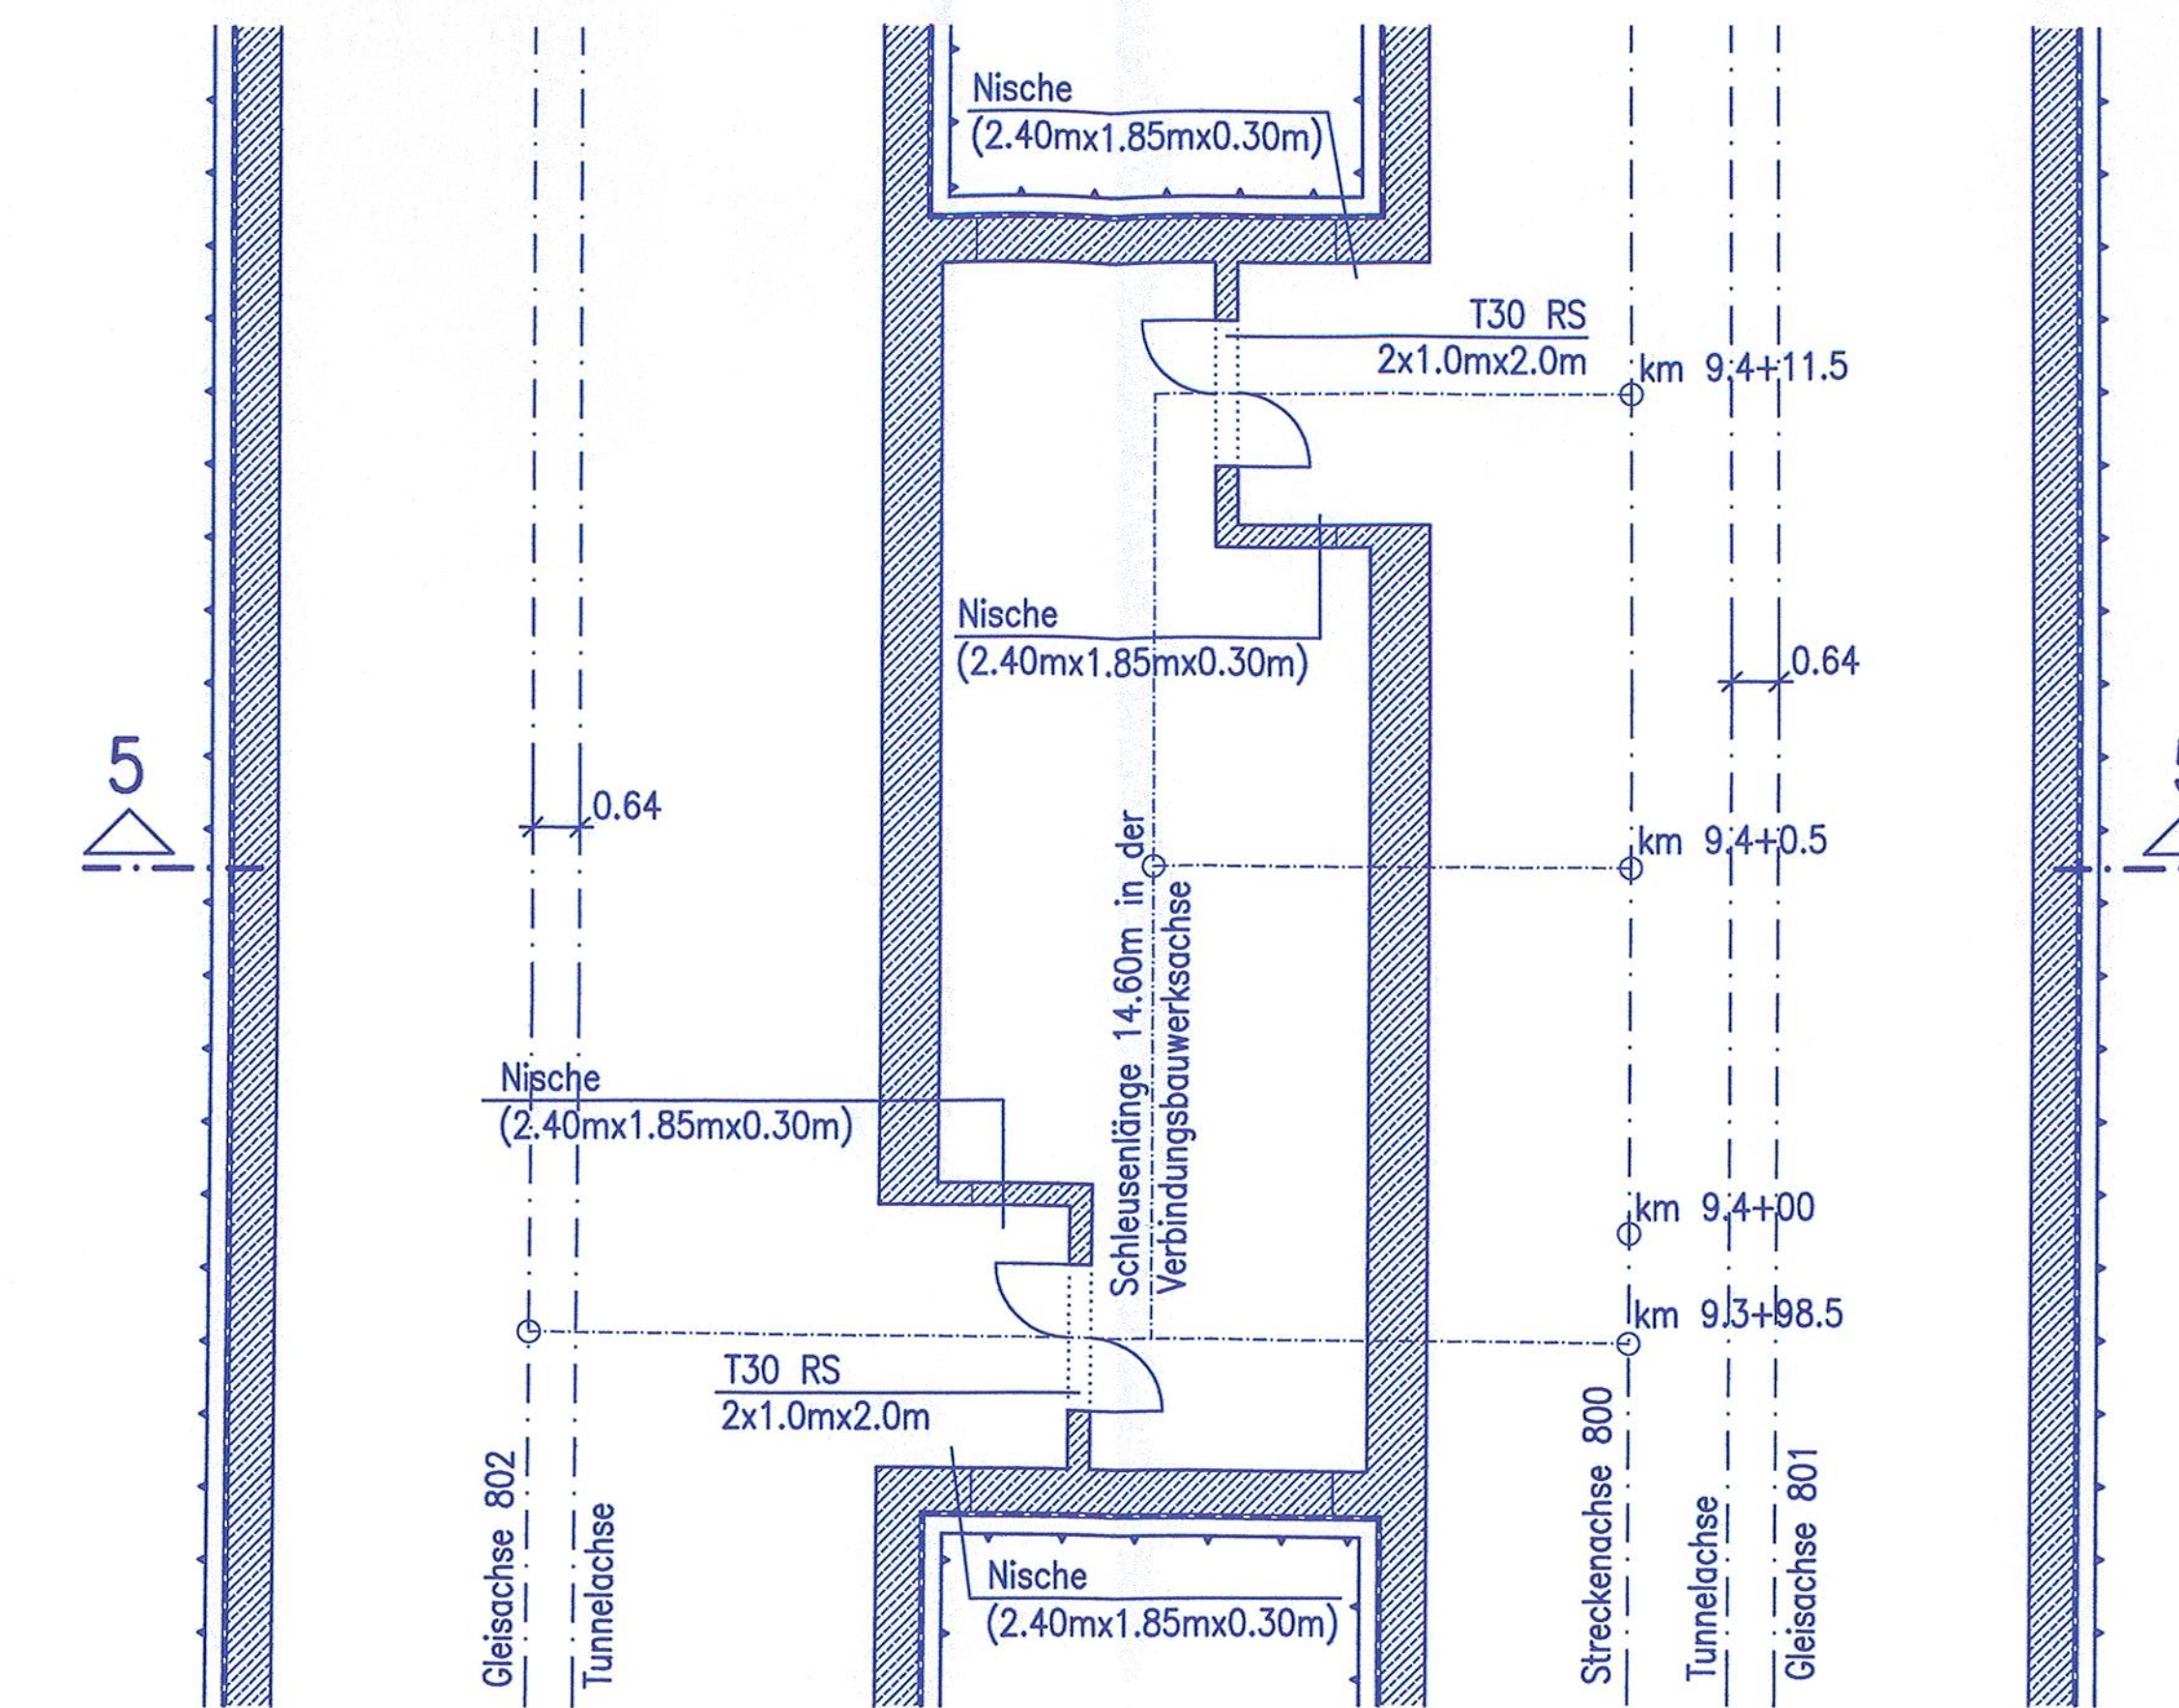 Nische
(2.40mx1.85mx0.30m)
T30 RS
2x1.0mx2.0m
km 9.4+11.5
Nische
(2.40mx1.85mx0.30m)
0.64
5
0.64
km 9.4+0.5
Schleusenlänge 14.60m in der
Verbindungsbauwerksachse
Nische
(2.40mx1.85mx0.30m)
km 9.4+00
km 9.3+98.5
T30 RS
2x1.0mx2.0m
Gleisachse 802
Tunnelachse
Nische
(2.40mx1.85mx0.30m)
Streckenachse 800
Tunnelachse
Gleisachse 801